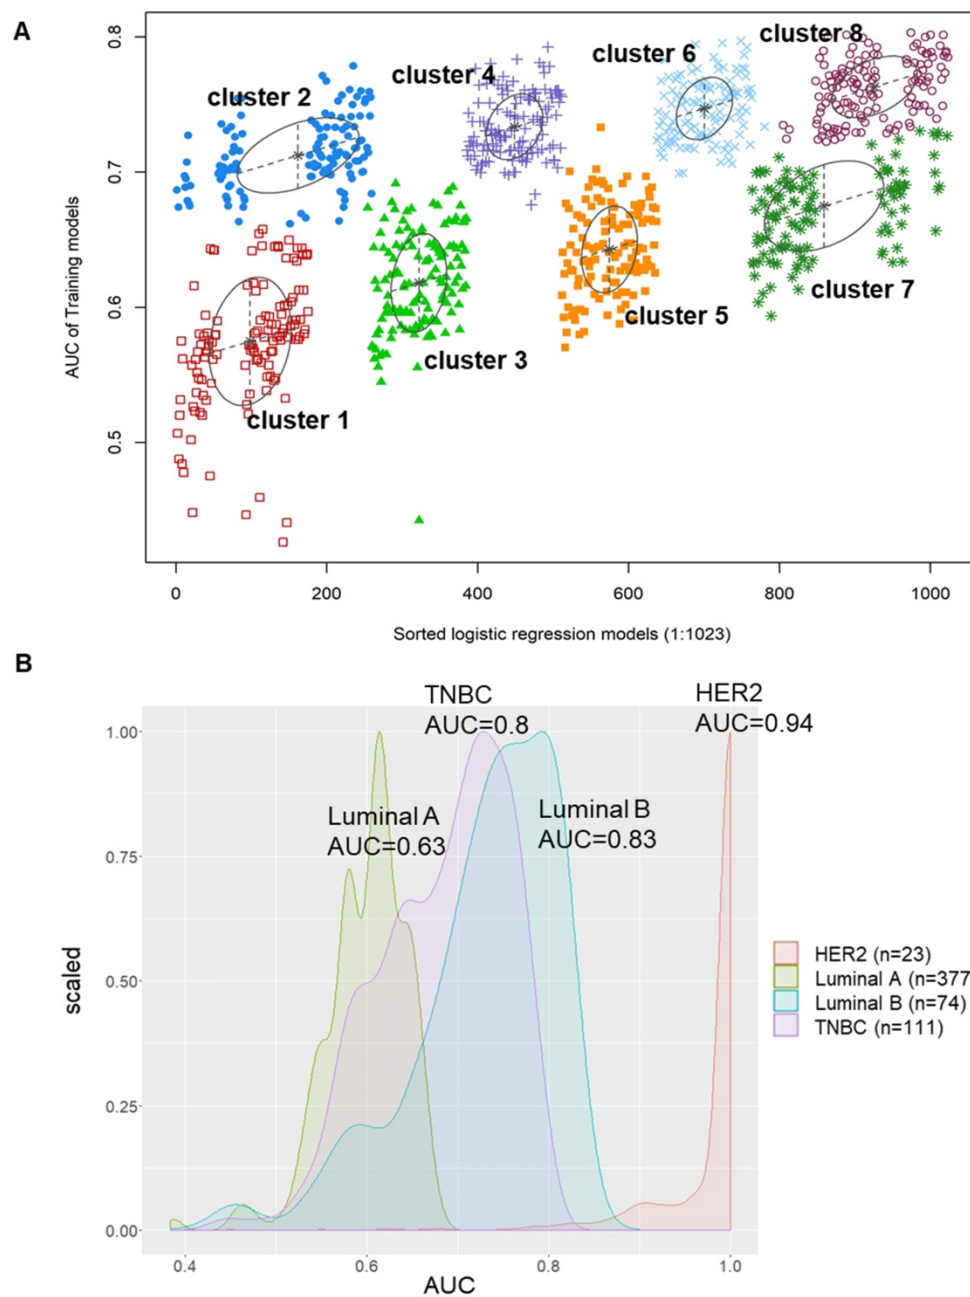 A
0.8
0.7
0.6
0.5
AUC of Training models
cluster 2
cluster 4
cluster 6
cluster 8
cluster 1
cluster 3
cluster 5
cluster 7
0 200 400 600 800 1000
Sorted logistic regression models (1:1023)
B
TNBC
AUC=0.8
HER2
AUC=0.94
Luminal A
AUC=0.63
Luminal B
AUC=0.83
1.00
0.75
0.50
0.25
0.00
scaled
0.4 0.6 0.8 1.0
AUC
HER2 (n=23)
Luminal A (n=377
Luminal B (n=74)
TNBC (n=111)